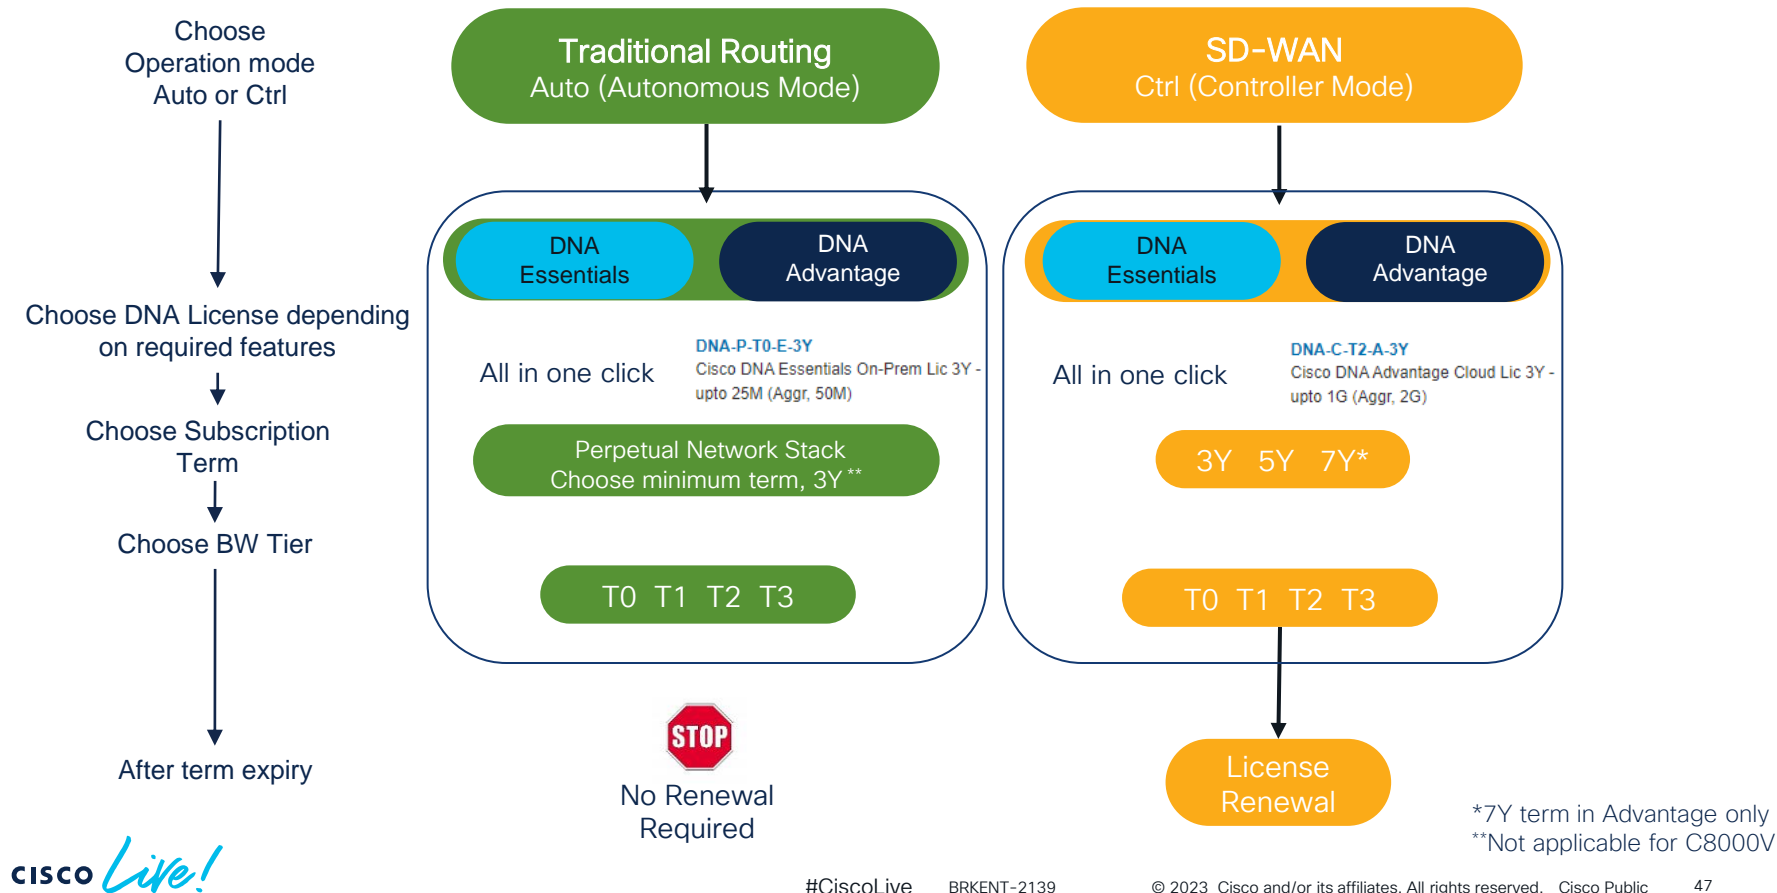 Choose
Operation mode
Auto or Ctrl
Choose DNA License depending
on required features
Choose Subscription
Term
Choose BW Tier
After term expiry
Traditional Routing
Auto (Autonomous Mode)
DNA
Essentials
DNA
Advantage
All in one click
DNA-P-T0-E-3Y
Cisco DNA Essentials On-Prem Lic 3Y -
upto 25M (Aggr, 50M)
Perpetual Network Stack
Choose minimum term, 3Y **
T0 T1 T2 T3
STOP
No Renewal
Required
SD-WAN
Ctrl (Controller Mode)
DNA
Essentials
DNA
Advantage
All in one click
DNA-C-T2-A-3Y
Cisco DNA Advantage Cloud Lic 3Y -
upto 1G (Aggr, 2G)
3Y 5Y 7Y*
T0 T1 T2 T3
License
Renewal
*7Y term in Advantage only
**Not applicable for C8000V
CISCO Live!
#CiscoLive BRKENT-2139 © 2023 Cisco and/or its affiliates. All rights reserved. Cisco Public 47